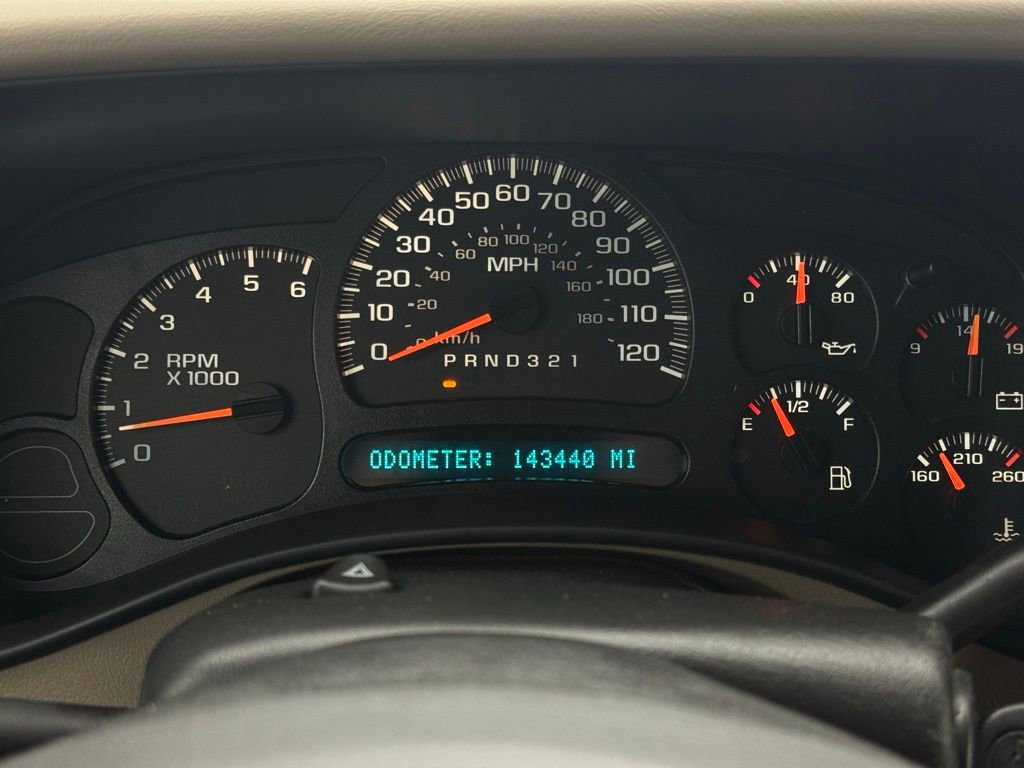 0 1 2 3 4 5 6
RPM
X 1000
0 10 20 30 40 50 60 70 80 90 100 110 120
MPH
0 20 40 60 80 100 120 140 160 180
km/h
PRND321
ODOMETER: 143440 MI
0 40 80
9 14 19
E 1/2 F
160 210 260